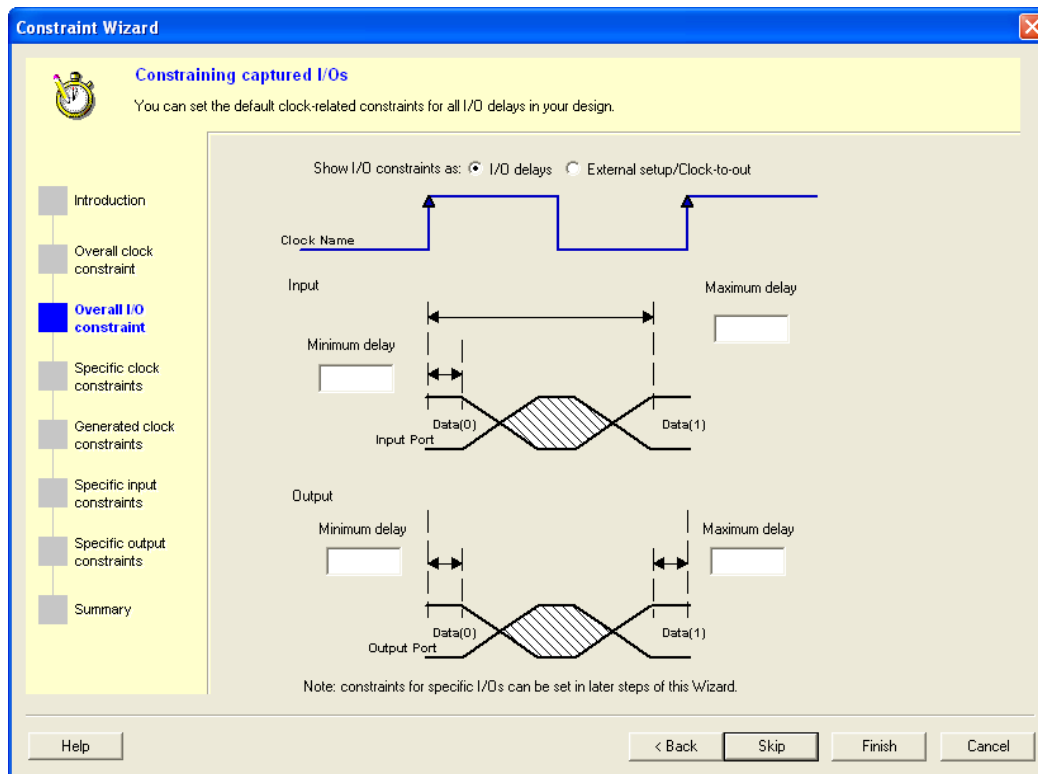 Constraint Wizard
Constraining captured I/Os
You can set the default clock-related constraints for all I/O delays in your design.
Introduction
Overall clock
constraint
Overall I/O
constraint
Specific clock
constraints
Generated clock
constraints
Specific input
constraints
Specific output
constraints
Summary
Show I/O constraints as: I/O delays External setup/Clock-to-out
Clock Name
Input
Maximum delay
Minimum delay
Data(0) Data(1)
Input Port
Output
Minimum delay Maximum delay
Data(0) Data(1)
Output Port
Note: constraints for specific I/Os can be set in later steps of this Wizard.
Help < Back Skip Finish Cancel